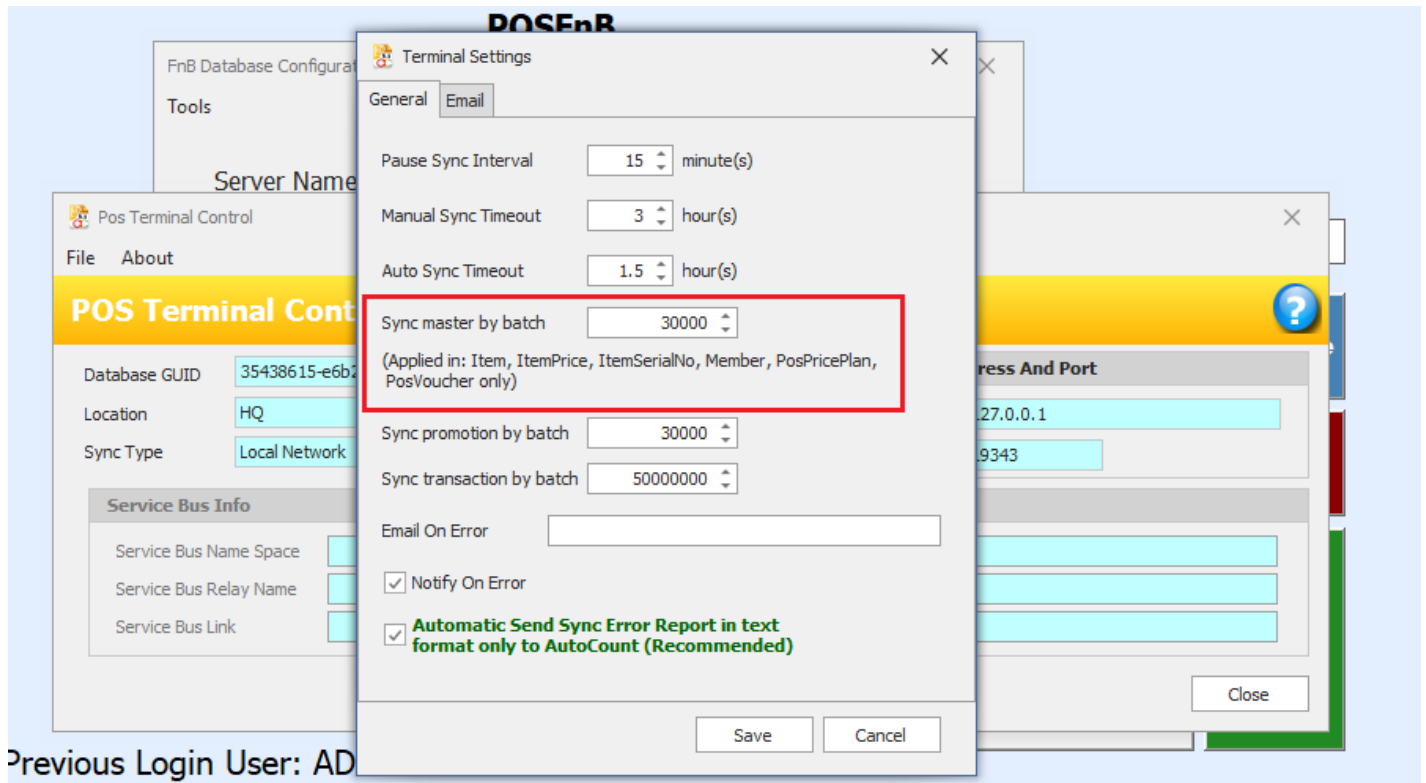 POSFnB
FnB Database Configurat
Tools
Server Name
Pos Terminal Control
File About
POS Terminal Cont
Database GUID 35438615-e6b2
Location HQ
Sync Type Local Network
Service Bus Info
Service Bus Name Space
Service Bus Relay Name
Service Bus Link
Terminal Settings
General Email
Pause Sync Interval 15 minute(s)
Manual Sync Timeout 3 hour(s)
Auto Sync Timeout 1.5 hour(s)
Sync master by batch 30000
(Applied in: Item, ItemPrice, ItemSerialNo, Member, PosPricePlan,
PosVoucher only)
Sync promotion by batch 30000
Sync transaction by batch 50000000
Email On Error
Notify On Error
Automatic Send Sync Error Report in text
format only to AutoCount (Recommended)
Save Cancel
?
ress And Port
27.0.0.1
9343
Close
Previous Login User: AD